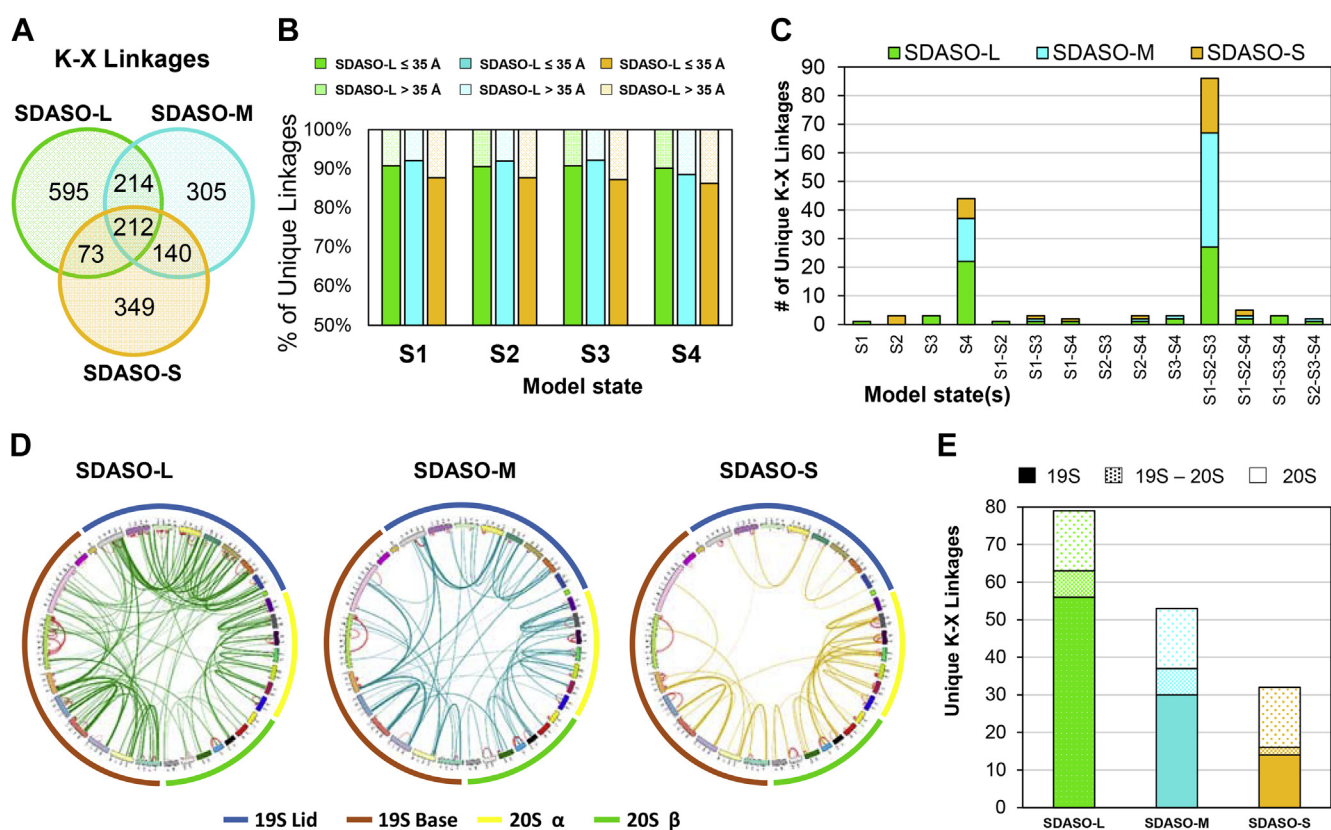 A
K-X Linkages
SDASO-L
SDASO-M
595
214
305
212
73
140
349
SDASO-S
B
SDASO-L ≤ 35 Å
SDASO-L ≤ 35 Å
SDASO-L ≤ 35 Å
SDASO-L > 35 Å
SDASO-L > 35 Å
SDASO-L > 35 Å
% of Unique Linkages
100%
90%
80%
70%
60%
50%
S1
S2
S3
S4
Model state
C
SDASO-L
SDASO-M
SDASO-S
# of Unique K-X Linkages
90
80
70
60
50
40
30
20
10
0
S1
S2
S3
S4
S1-S2
S1-S3
S1-S4
S2-S3
S2-S4
S3-S4
S1-S2-S3
S1-S2-S4
S1-S3-S4
S2-S3-S4
Model state(s)
D
SDASO-L
SDASO-M
SDASO-S
19S Lid
19S Base
20S α
20S β
E
19S
19S – 20S
20S
Unique K-X Linkages
80
70
60
50
40
30
20
10
0
SDASO-L
SDASO-M
SDASO-S